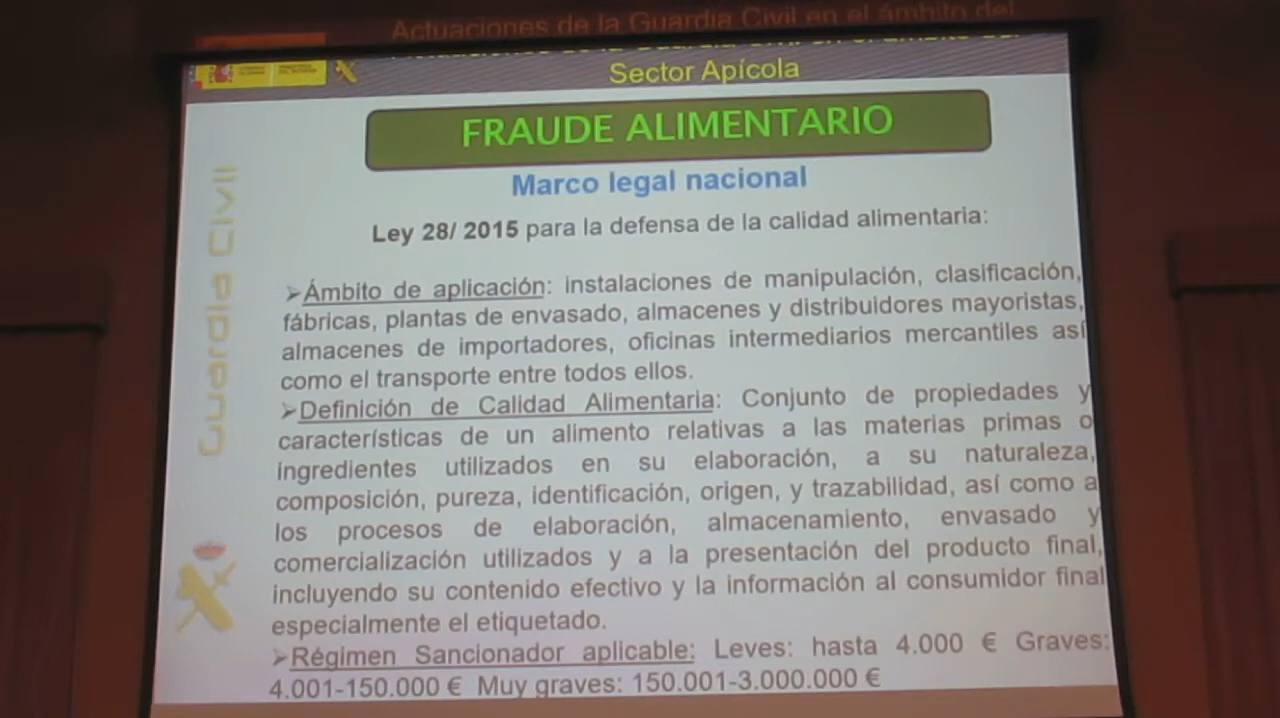 Actuaciones de la Guardia Civil en el ámbito del
Sector Apícola
FRAUDE ALIMENTARIO
Marco legal nacional
Ley 28/ 2015 para la defensa de la calidad alimentaria:
➢Ámbito de aplicación: instalaciones de manipulación, clasificación,
fábricas, plantas de envasado, almacenes y distribuidores mayoristas,
almacenes de importadores, oficinas intermediarios mercantiles así
como el transporte entre todos ellos.
➢Definición de Calidad Alimentaria: Conjunto de propiedades y
características de un alimento relativas a las materias primas o
ingredientes utilizados en su elaboración, a su naturaleza,
composición, pureza, identificación, origen, y trazabilidad, así como a
los procesos de elaboración, almacenamiento, envasado y
comercialización utilizados y a la presentación del producto final,
incluyendo su contenido efectivo y la información al consumidor final
especialmente el etiquetado.
➢Régimen Sancionador aplicable: Leves: hasta 4.000 € Graves:
4.001-150.000 € Muy graves: 150.001-3.000.000 €
Guardia Civil